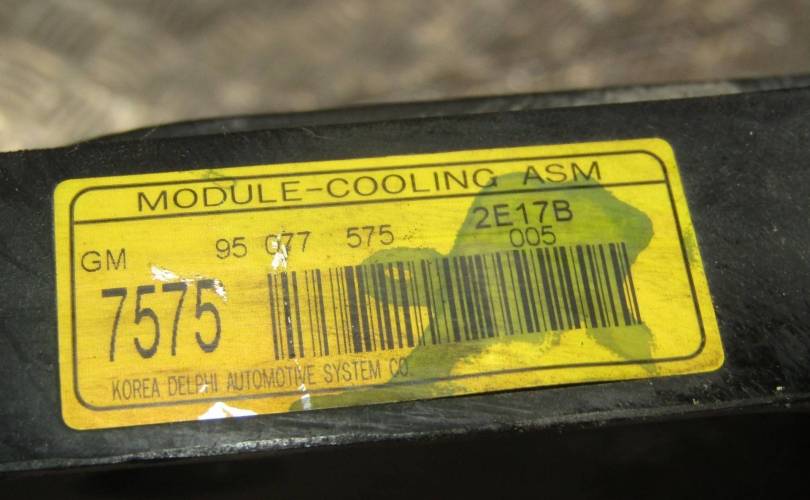 MODULE-COOLING ASM
GM 95 077 575 2E17B
005
7575
KOREA DELPHI AUTOMOTIVE SYSTEM CO.